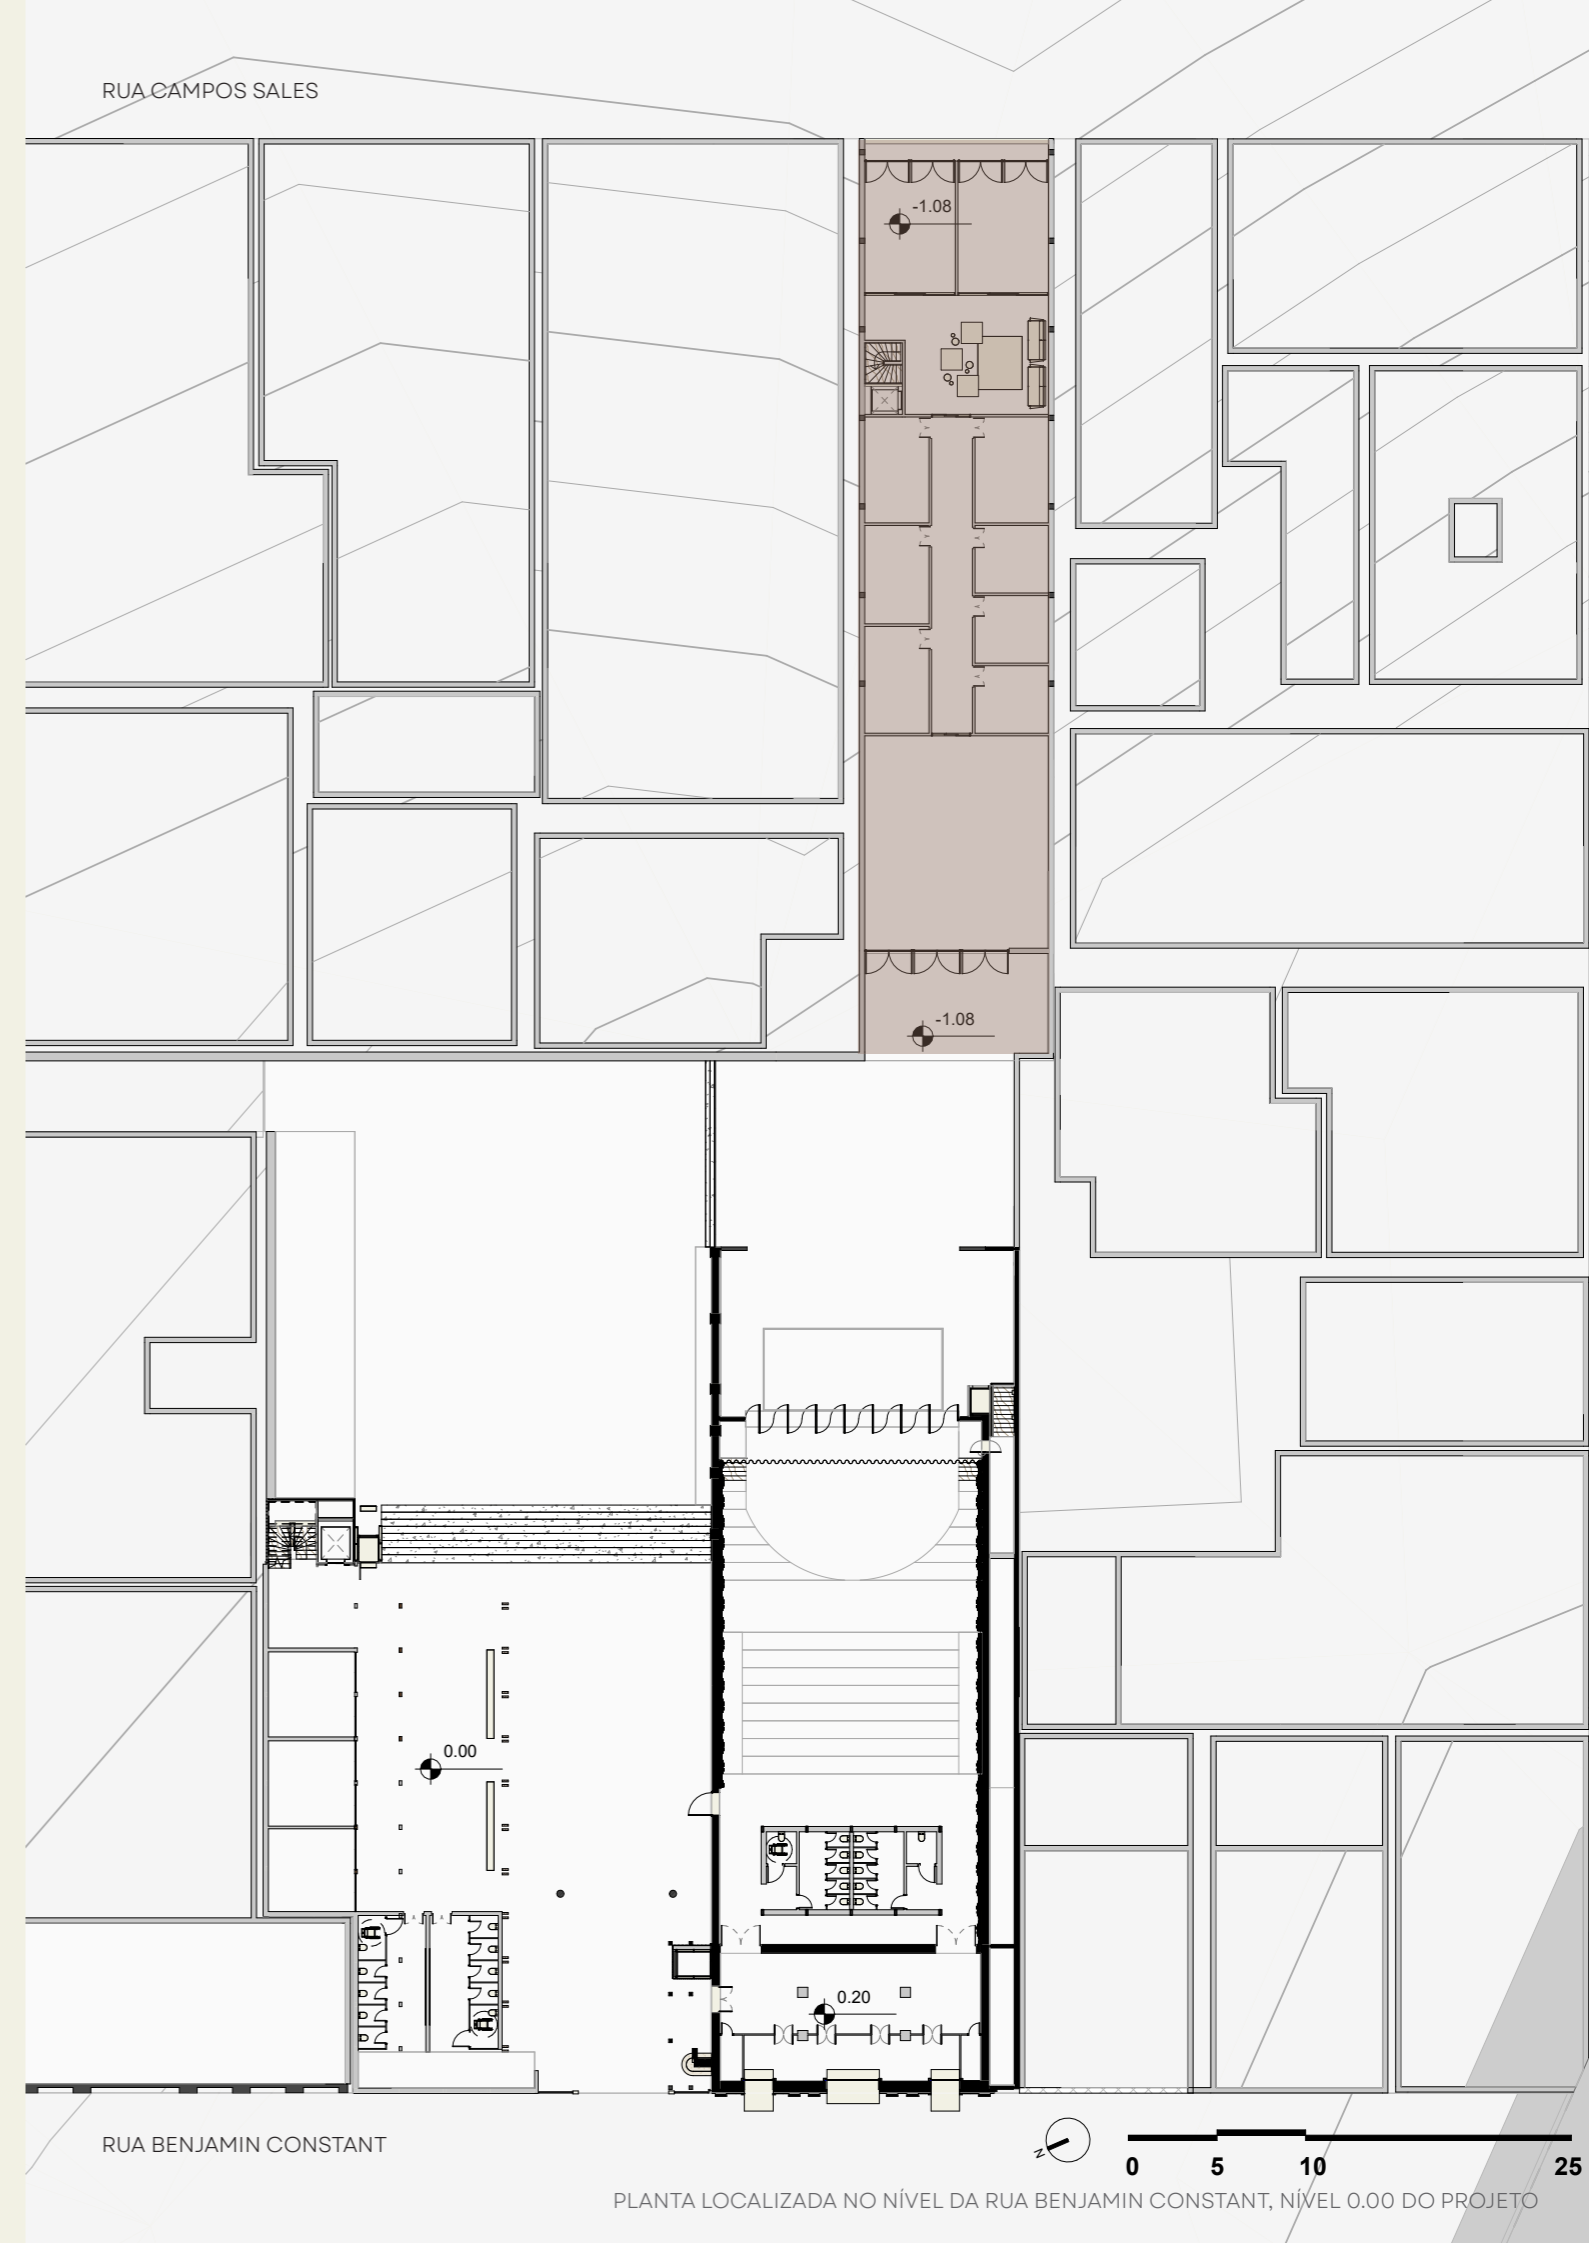 RUA CAMPOS SALES
-1.08
-1.08
0.00
0.20
RUA BENJAMIN CONSTANT
N
0 5 10 25
PLANTA LOCALIZADA NO NÍVEL DA RUA BENJAMIN CONSTANT, NÍVEL 0.00 DO PROJETO